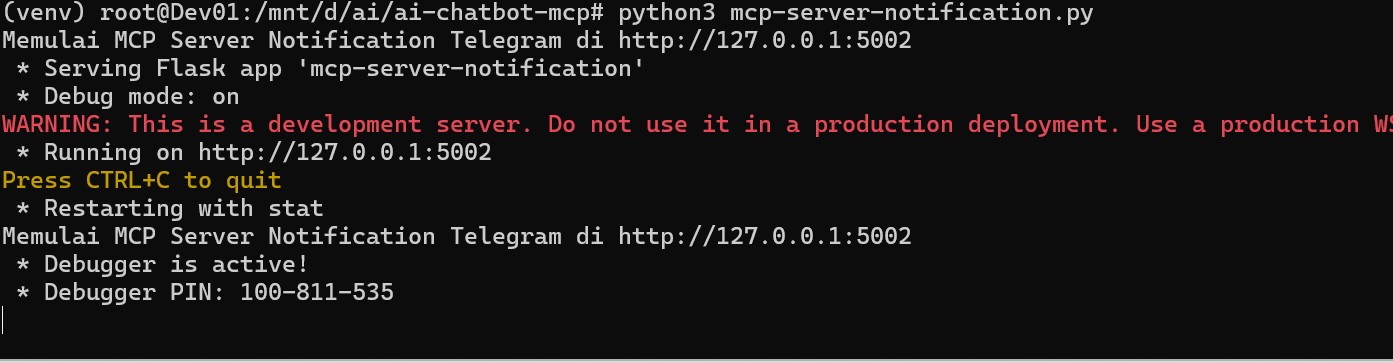 (venv) root@Dev01:/mnt/d/ai/ai-chatbot-mcp# python3 mcp-server-notification.py
Memulai MCP Server Notification Telegram di http://127.0.0.1:5002
 * Serving Flask app 'mcp-server-notification'
 * Debug mode: on
WARNING: This is a development server. Do not use it in a production deployment. Use a production WS
 * Running on http://127.0.0.1:5002
Press CTRL+C to quit
 * Restarting with stat
Memulai MCP Server Notification Telegram di http://127.0.0.1:5002
 * Debugger is active!
 * Debugger PIN: 100-811-535